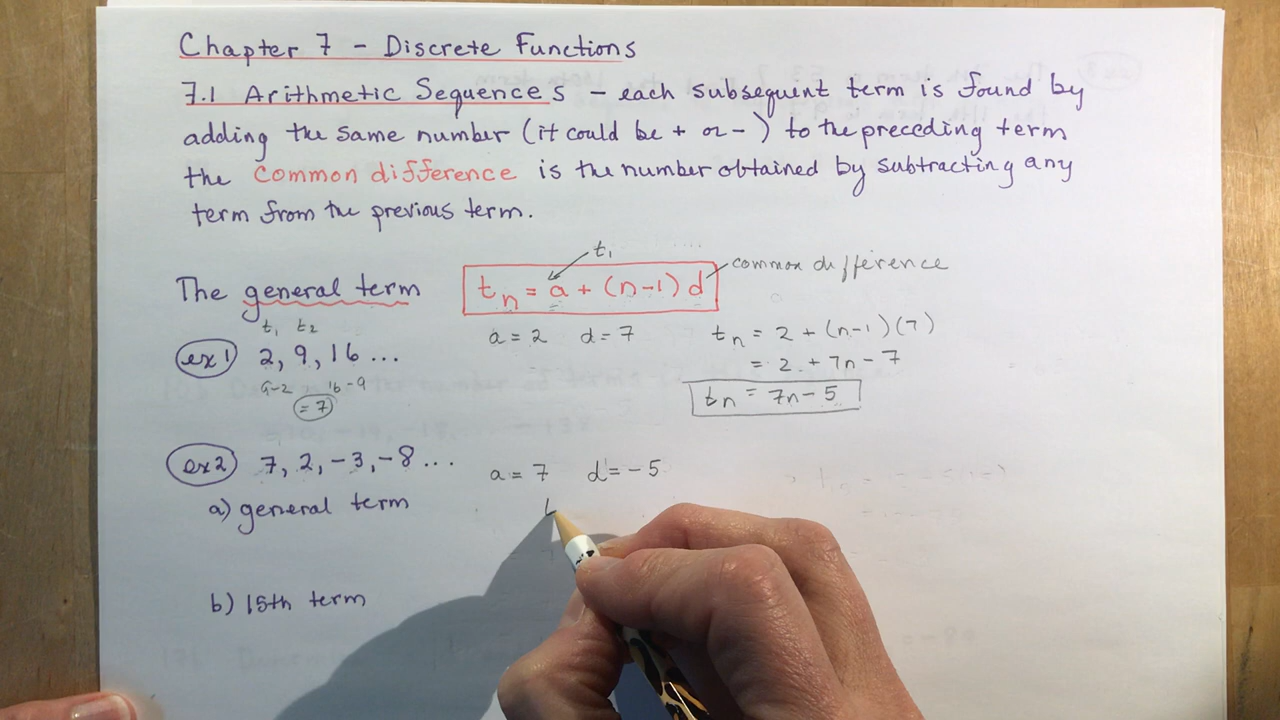 Chapter 7 - Discrete Functions
7.1 Arithmetic Sequences - each subsequent term is found by
adding the same number (it could be + or -) to the preceding term
the common difference is the number obtained by subtracting any
term from the previous term.
t₁
common difference
The general term tₙ = a + (n-1) d
t₁ t₂
a = 2 d = 7 tₙ = 2 + (n-1)(7)
ex1 2, 9, 16 ...
= 2 + 7n - 7
9-2 16-9
= 7
tₙ = 7n - 5
ex2 7, 2, -3, -8 ... a = 7 d = -5
a) general term
b) 15th term